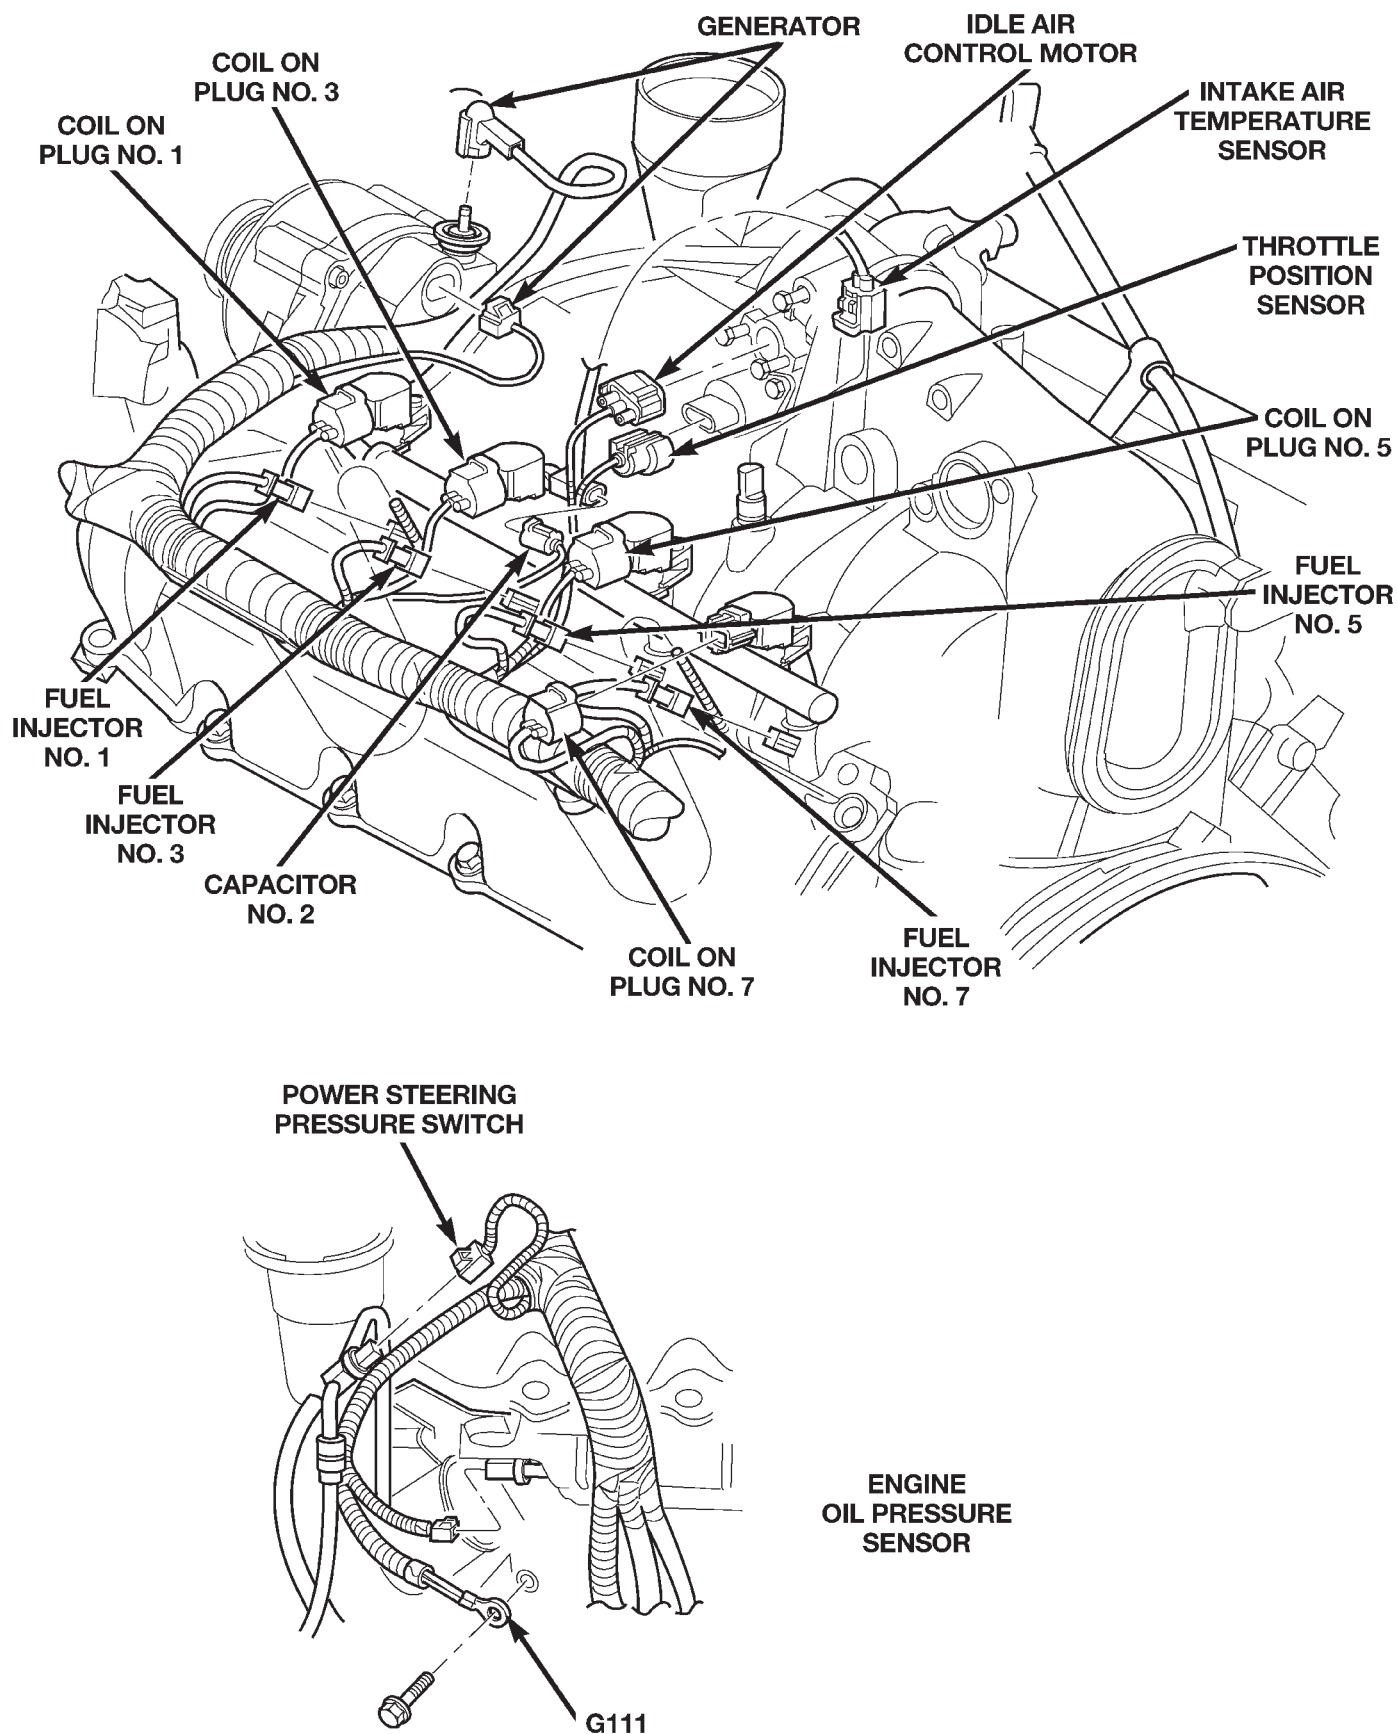 GENERATOR
IDLE AIR
CONTROL MOTOR
COIL ON
PLUG NO. 3
INTAKE AIR
TEMPERATURE
SENSOR
COIL ON
PLUG NO. 1
THROTTLE
POSITION
SENSOR
COIL ON
PLUG NO. 5
FUEL
INJECTOR
NO. 5
FUEL
INJECTOR
NO. 1
FUEL
INJECTOR
NO. 3
CAPACITOR
NO. 2
COIL ON
PLUG NO. 7
FUEL
INJECTOR
NO. 7
POWER STEERING
PRESSURE SWITCH
ENGINE
OIL PRESSURE
SENSOR
G111